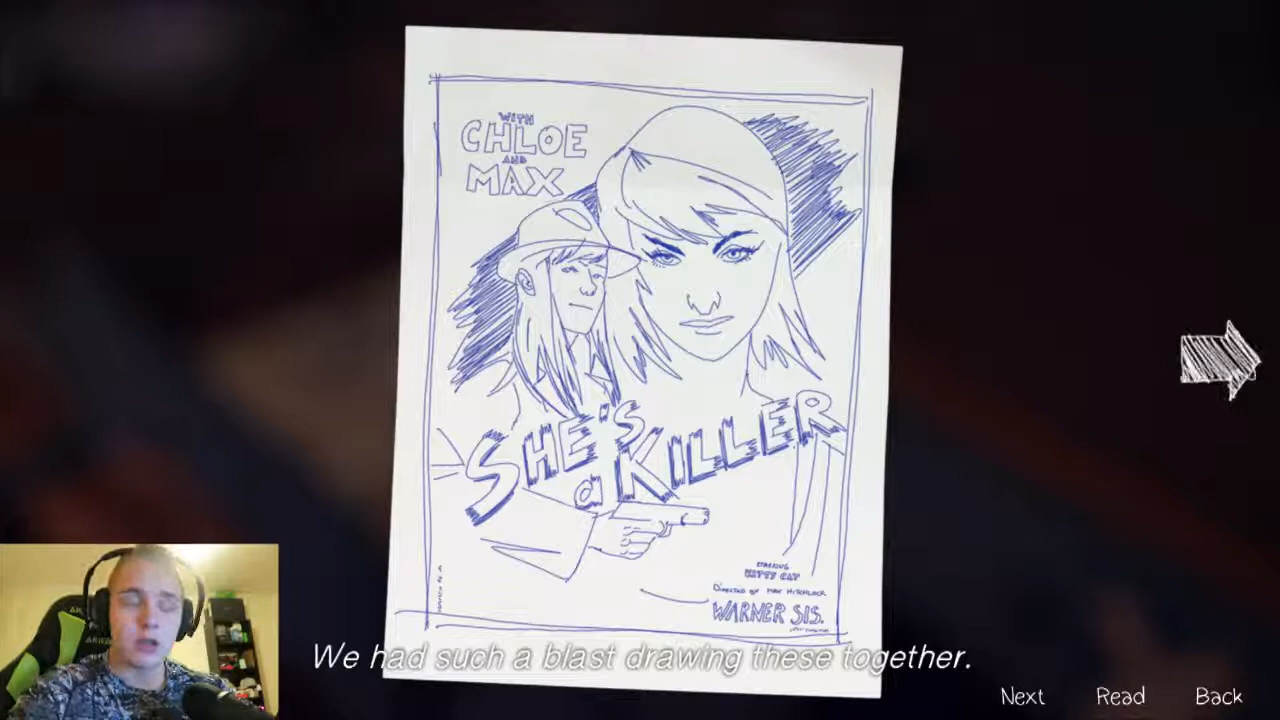 WITH
CHLOE
AND
MAX
SHE'S
a KILLER
STARRING
KITTY CAT
DIRECTED BY MAX HITCHLOCK
WARNER SIS.
We had such a blast drawing these together.
Next Read Back